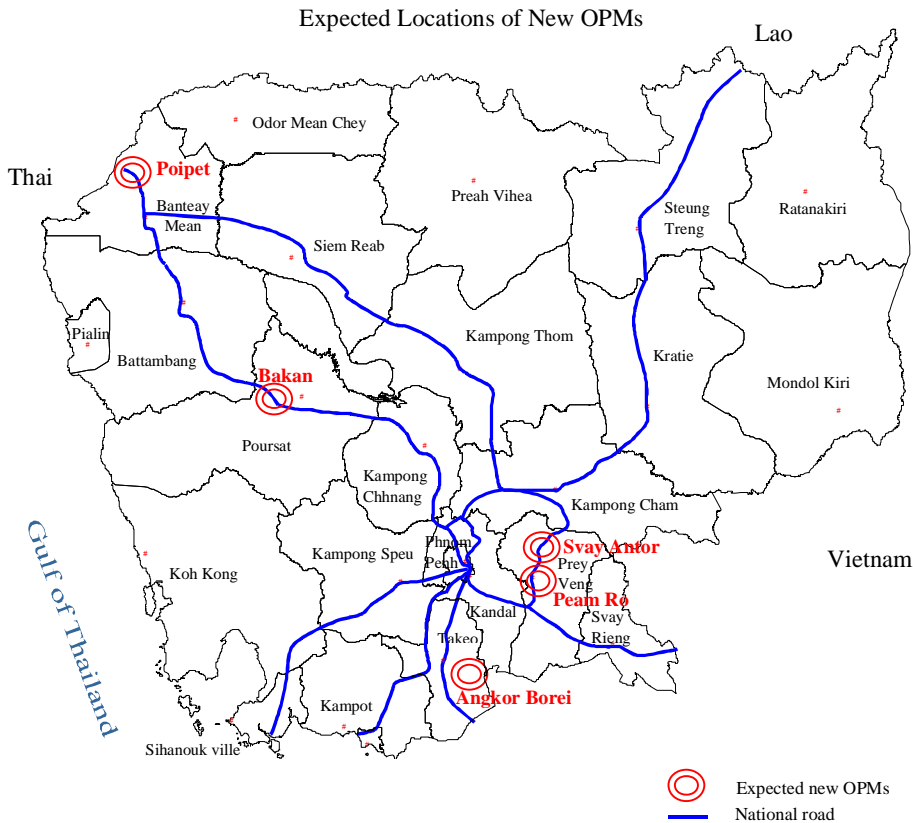 Expected Locations of New OPMs
Lao
Odor Mean Chey
Thai
Poipet
Preah Vihea
Ratanakiri
Banteay
Mean
Steung
Treng
Siem Reab
Pialin
Battambang
Kampong Thom
Kratie
Mondol Kiri
Bakan
Poursat
Kampong
Chhnang
Kampong Cham
Gulf of Thailand
Koh Kong
Kampong Speu
Phnom
Penh
Svay Antor
Prey
Veng
Peam Ro
Vietnam
Kandal
Svay
Rieng
Takeo
Angkor Borei
Kampot
Sihanouk ville
Expected new OPMs
National road